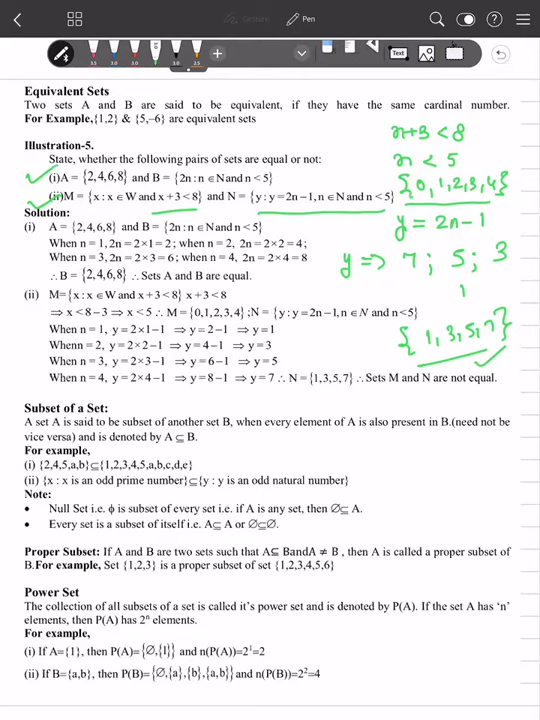 Gesture Pen
3.5 3.0 3.0 3.0 3.0 2.5 Text
Equivalent Sets
Two sets A and B are said to be equivalent, if they have the same cardinal number.
For Example,{1,2} & {5,–6} are equivalent sets
n+3 < 8
Illustration-5.
State, whether the following pairs of sets are equal or not:
n < 5
(i)A = {2,4,6,8} and B = {2n : n ∈ N and n < 5}
{0, 1, 2, 3, 4}
(ii)M = {x : x ∈ W and x + 3 < 8} and N = {y : y = 2n − 1, n ∈ N and n < 5}
Solution:
y = 2n − 1
(i) A = {2,4,6,8} and B = {2n : n ∈ N and n < 5}
When n = 1, 2n = 2×1 = 2; when n = 2, 2n = 2×2 = 4;
When n = 3, 2n = 2×3 = 6; when n = 4, 2n = 2×4 = 8
y => 7 ; 5 ; 3
∴ B = {2,4,6,8} ∴ Sets A and B are equal.
1
(ii) M= {x : x ∈ W and x + 3 < 8} x + 3 < 8
⇒ x < 8 − 3 ⇒ x < 5 ∴ M = {0,1,2,3,4} ;N = {y : y = 2n − 1, n ∈ N and n < 5}
When n = 1, y = 2×1−1 ⇒ y = 2−1 ⇒ y = 1
{1, 3, 5, 7}
Whenn = 2, y = 2×2−1 ⇒ y = 4−1 ⇒ y = 3
When n = 3, y = 2×3−1 ⇒ y = 6−1 ⇒ y = 5
When n = 4, y = 2×4−1 ⇒ y = 8−1 ⇒ y = 7 ∴ N = {1,3,5,7} ∴ Sets M and N are not equal.
Subset of a Set:
A set A is said to be subset of another set B, when every element of A is also present in B.(need not be
vice versa) and is denoted by A ⊆ B.
For example,
(i) {2,4,5,a,b}⊆{1,2,3,4,5,a,b,c,d,e}
(ii) {x : x is an odd prime number}⊆{y : y is an odd natural number}
Note:
• Null Set i.e. ϕ is subset of every set i.e. if A is any set, then ∅⊆ A.
• Every set is a subset of itself i.e. A⊆ A or ∅⊆∅.
Proper Subset: If A and B are two sets such that A⊆ BandA ≠ B , then A is called a proper subset of
B.For example, Set {1,2,3} is a proper subset of set {1,2,3,4,5,6}
Power Set
The collection of all subsets of a set is called it's power set and is denoted by P(A). If the set A has 'n'
elements, then P(A) has 2ⁿ elements.
For example,
(i) If A={1}, then P(A)={∅,{1}} and n(P(A))=2¹=2
(ii) If B={a,b}, then P(B)={∅,{a},{b},{a,b}} and n(P(B))=2²=4